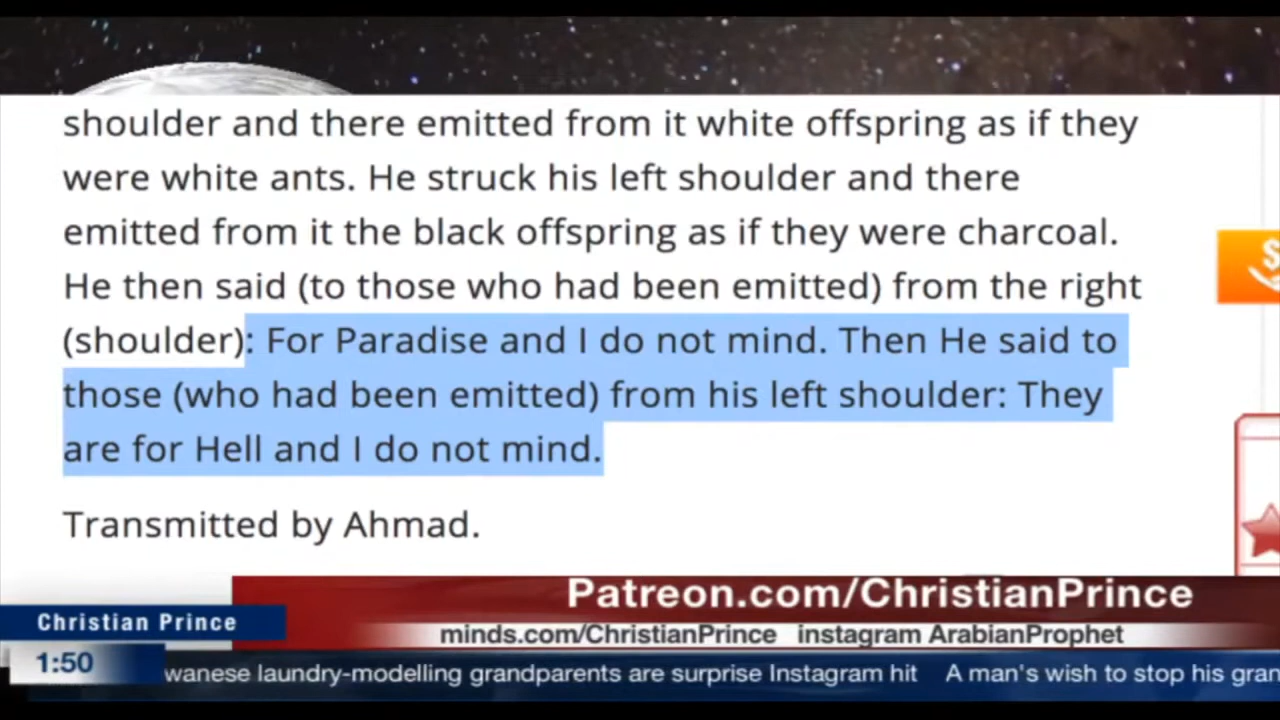 shoulder and there emitted from it white offspring as if they
were white ants. He struck his left shoulder and there
emitted from it the black offspring as if they were charcoal.
He then said (to those who had been emitted) from the right
(shoulder): For Paradise and I do not mind. Then He said to
those (who had been emitted) from his left shoulder: They
are for Hell and I do not mind.
$
Transmitted by Ahmad.
Patreon.com/ChristianPrince
Christian Prince
minds.com/ChristianPrince instagram ArabianProphet
1:50
wanese laundry-modelling grandparents are surprise Instagram hit A man's wish to stop his gran